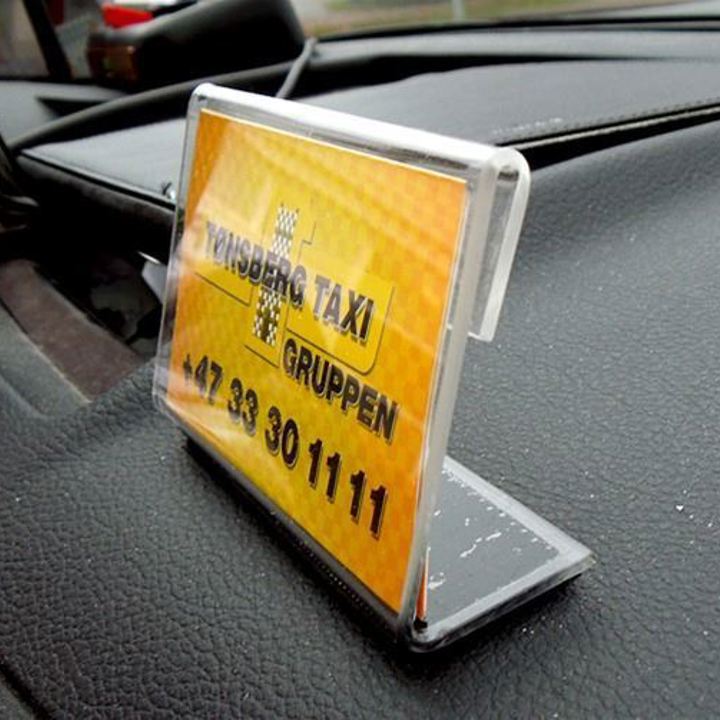 TØNSBERG TAXI
GRUPPEN
+47 33 30 11 11